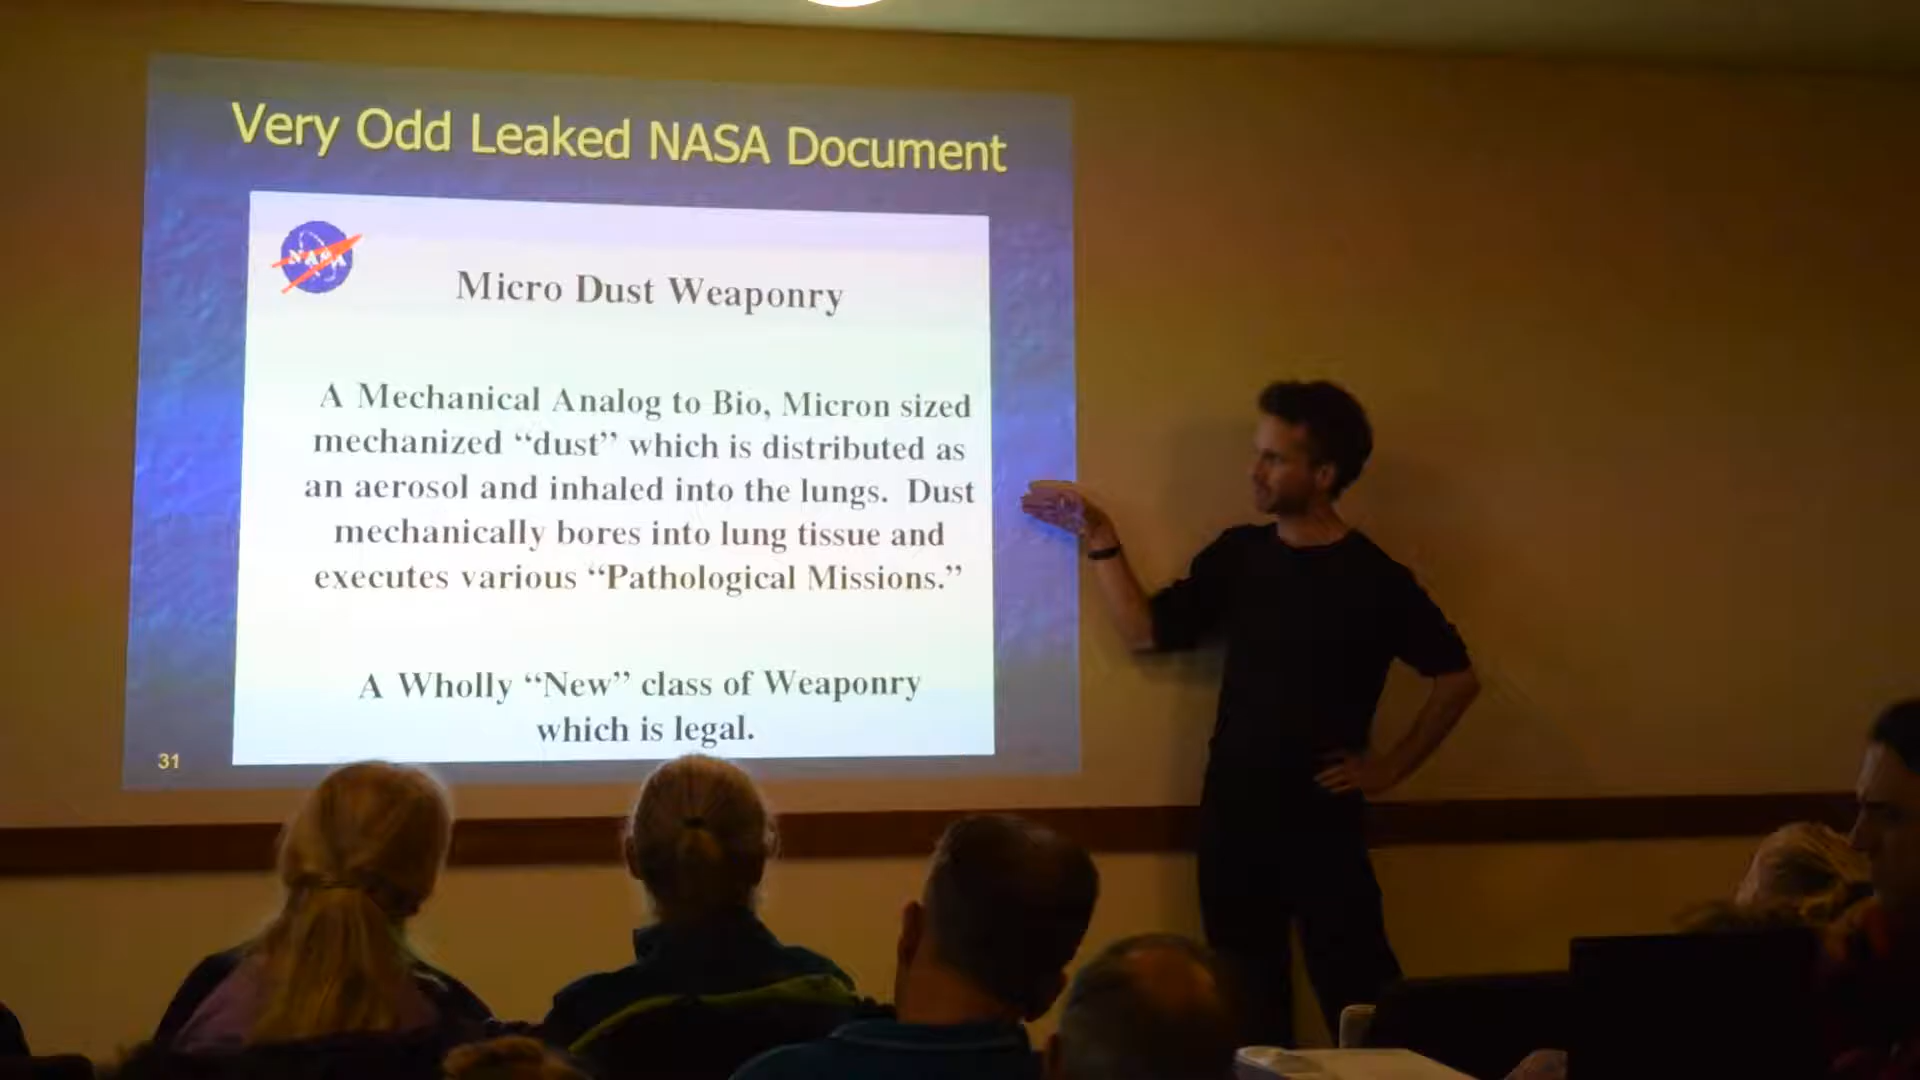 Very Odd Leaked NASA Document
NASA
Micro Dust Weaponry
A Mechanical Analog to Bio, Micron sized
mechanized “dust” which is distributed as
an aerosol and inhaled into the lungs. Dust
mechanically bores into lung tissue and
executes various “Pathological Missions.”
A Wholly “New” class of Weaponry
which is legal.
31